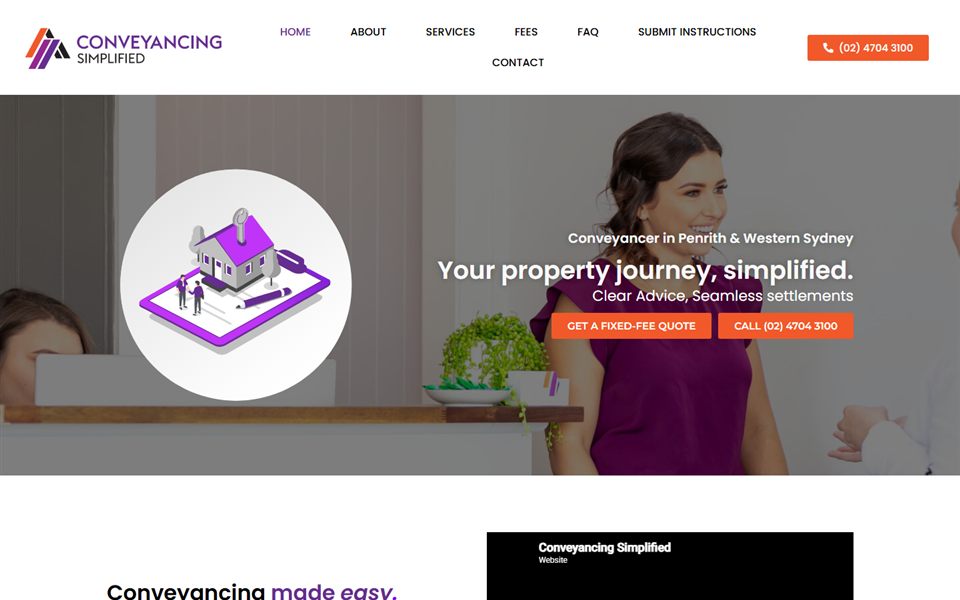 CONVEYANCING
SIMPLIFIED
HOME
ABOUT
SERVICES
FEES
FAQ
SUBMIT INSTRUCTIONS
CONTACT
(02) 4704 3100
Conveyancer in Penrith & Western Sydney
Your property journey, simplified.
Clear Advice, Seamless settlements
GET A FIXED-FEE QUOTE
CALL (02) 4704 3100
Conveyancing made easy.
Conveyancing Simplified
Website